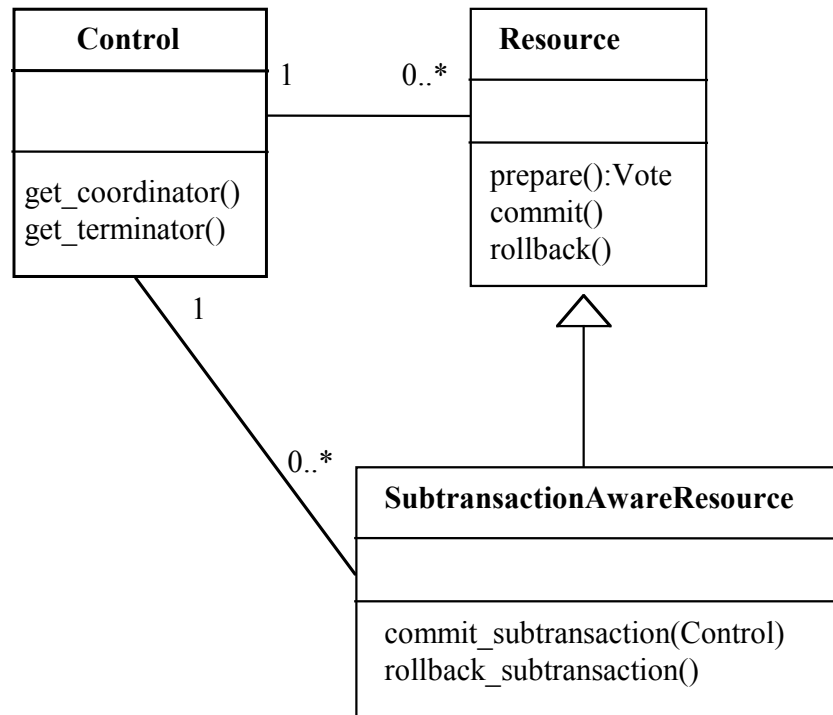 Control
Resource
1
0..*
get_coordinator()
get_terminator()
prepare():Vote
commit()
rollback()
1
0..*
SubtransactionAwareResource
commit_subtransaction(Control)
rollback_subtransaction()